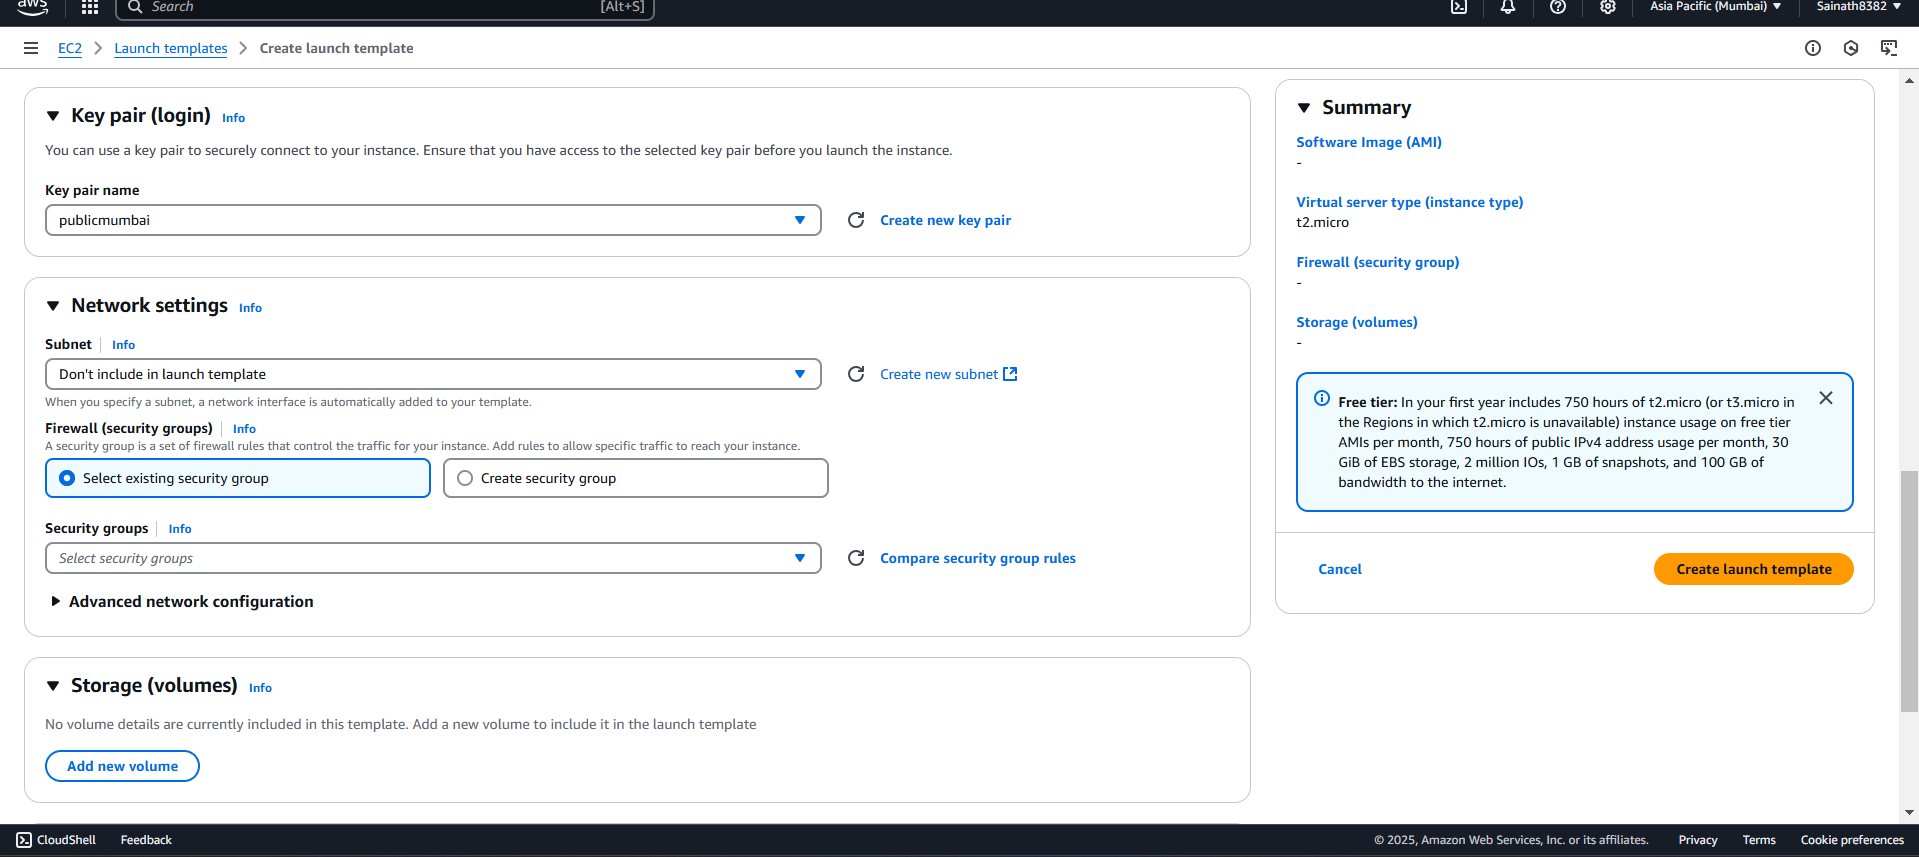 aws
Search
[Alt+S]
Asia Pacific (Mumbai)
Sainath8382
EC2
Launch templates
Create launch template
Key pair (login)
Info
You can use a key pair to securely connect to your instance. Ensure that you have access to the selected key pair before you launch the instance.
Key pair name
publicmumbai
Create new key pair
Network settings
Info
Subnet
Info
Don't include in launch template
Create new subnet
When you specify a subnet, a network interface is automatically added to your template.
Firewall (security groups)
Info
A security group is a set of firewall rules that control the traffic for your instance. Add rules to allow specific traffic to reach your instance.
Select existing security group
Create security group
Security groups
Info
Select security groups
Compare security group rules
Advanced network configuration
Storage (volumes)
Info
No volume details are currently included in this template. Add a new volume to include it in the launch template
Add new volume
Summary
Software Image (AMI)
-
Virtual server type (instance type)
t2.micro
Firewall (security group)
-
Storage (volumes)
-
Free tier: In your first year includes 750 hours of t2.micro (or t3.micro in
the Regions in which t2.micro is unavailable) instance usage on free tier
AMIs per month, 750 hours of public IPv4 address usage per month, 30
GiB of EBS storage, 2 million IOs, 1 GB of snapshots, and 100 GB of
bandwidth to the internet.
Cancel
Create launch template
CloudShell
Feedback
© 2025, Amazon Web Services, Inc. or its affiliates.
Privacy
Terms
Cookie preferences